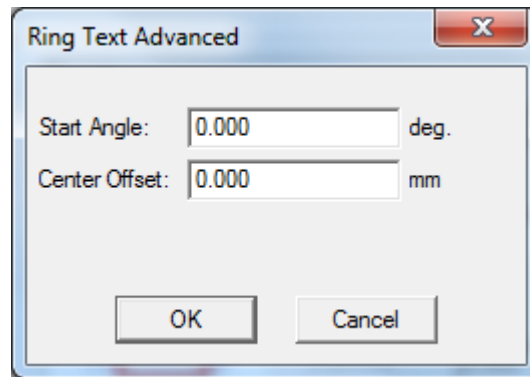 Ring Text Advanced
Start Angle: 0.000 deg.
Center Offset: 0.000 mm
OK Cancel